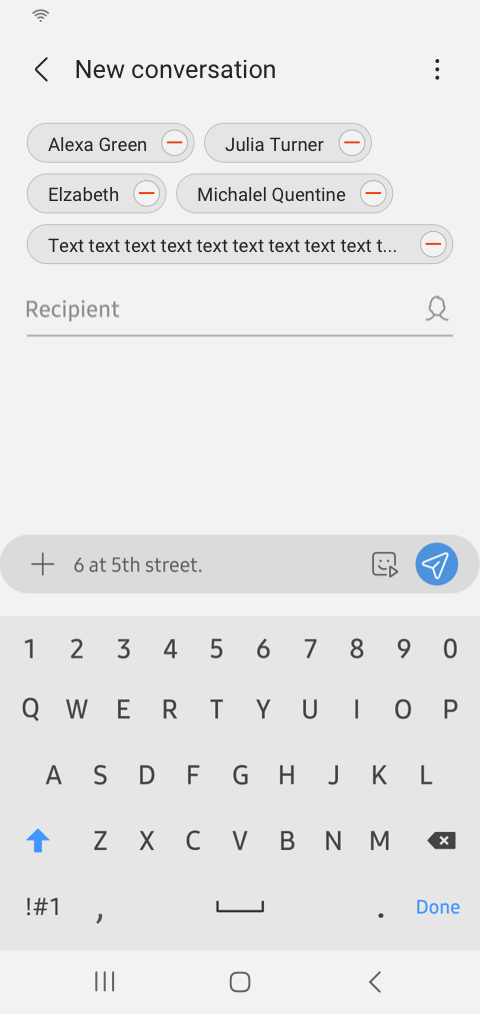 New conversation
Alexa Green Julia Turner
Elzabeth Michalel Quentine
Text text text text text text text text text t...
Recipient
6 at 5th street.
1 2 3 4 5 6 7 8 9 0
Q W E R T Y U I O P
A S D F G H J K L
Z X C V B N M
!#1 , . Done